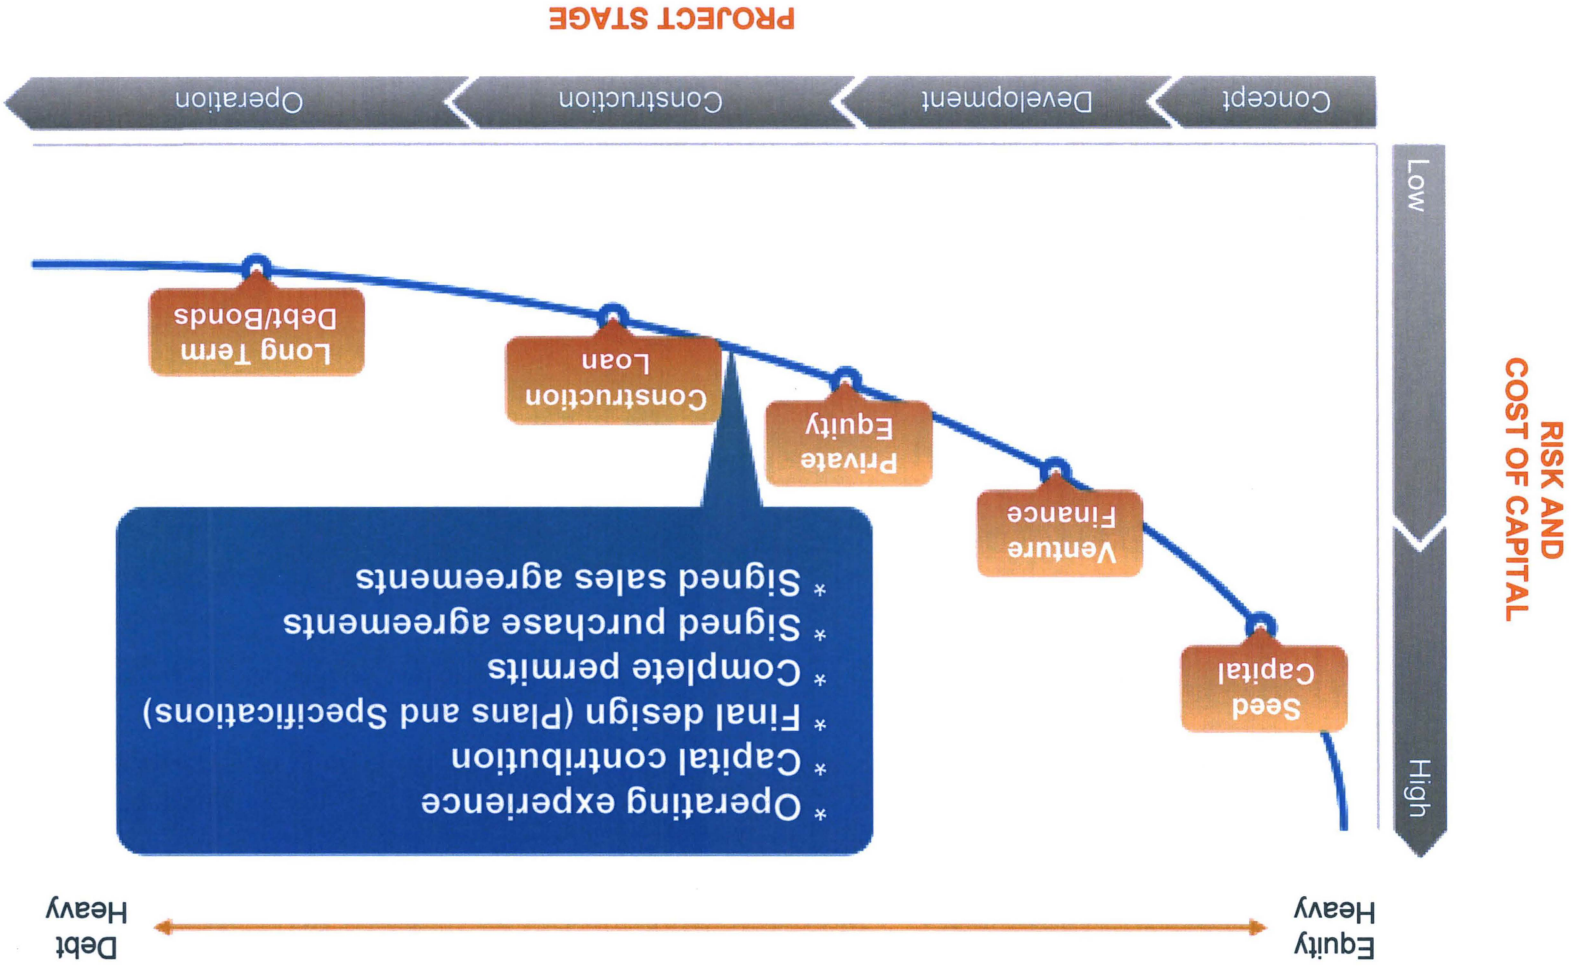 Equity
Heavy
Debt
Heavy
RISK AND
COST OF CAPITAL
High
Low
* Operating experience
* Capital contribution
* Final design (Plans and Specifications)
* Complete permits
* Signed purchase agreements
* Signed sales agreements
Seed
Capital
Venture
Finance
Private
Equity
Construction
Loan
Long Term
Debt/Bonds
Concept
Development
Construction
Operation
PROJECT STAGE